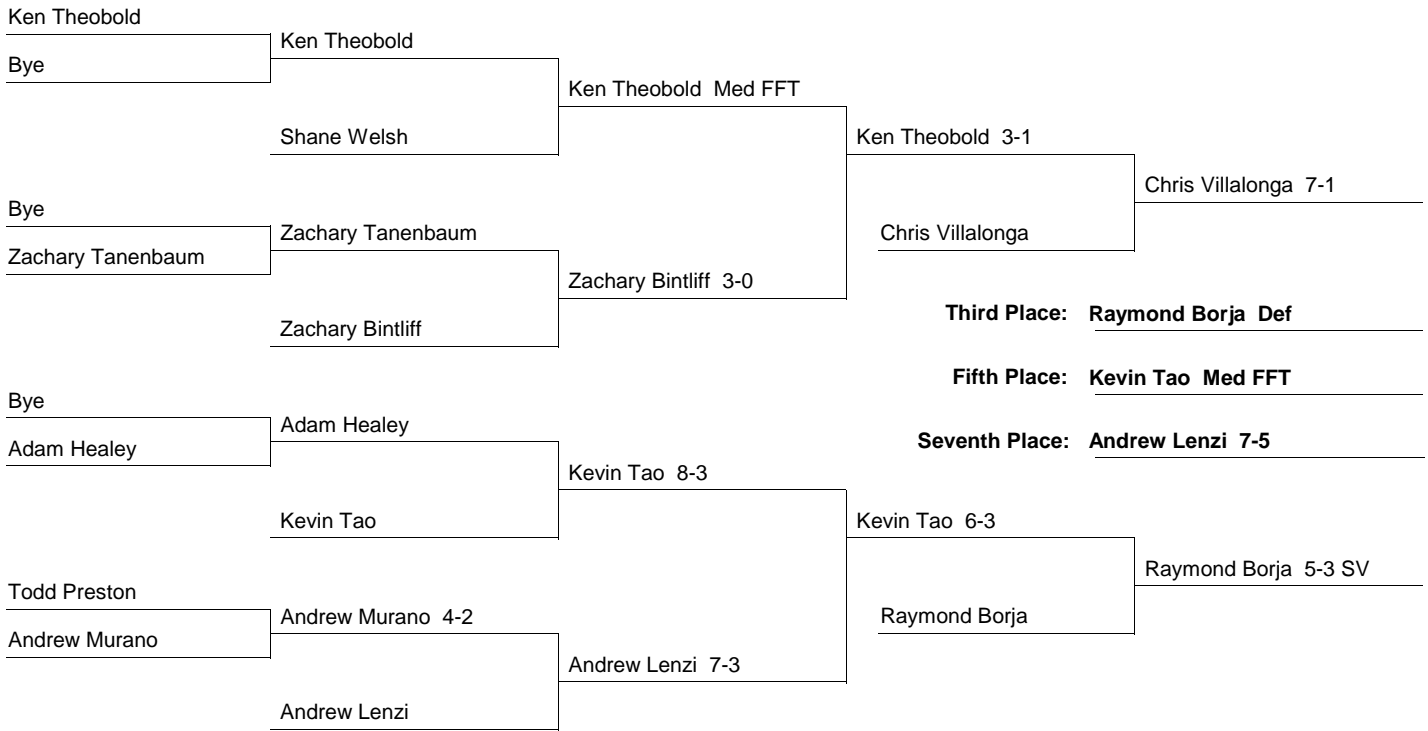 Ken Theobold
Ken Theobold
Bye
Ken Theobold  Med FFT
Shane Welsh
Ken Theobold  3-1
Chris Villalonga  7-1
Bye
Zachary Tanenbaum
Chris Villalonga
Zachary Tanenbaum
Zachary Bintliff  3-0
Third Place: Raymond Borja  Def
Zachary Bintliff
Fifth Place: Kevin Tao  Med FFT
Bye
Adam Healey
Seventh Place: Andrew Lenzi  7-5
Adam Healey
Kevin Tao  8-3
Kevin Tao
Kevin Tao  6-3
Raymond Borja  5-3 SV
Todd Preston
Andrew Murano  4-2
Raymond Borja
Andrew Murano
Andrew Lenzi  7-3
Andrew Lenzi